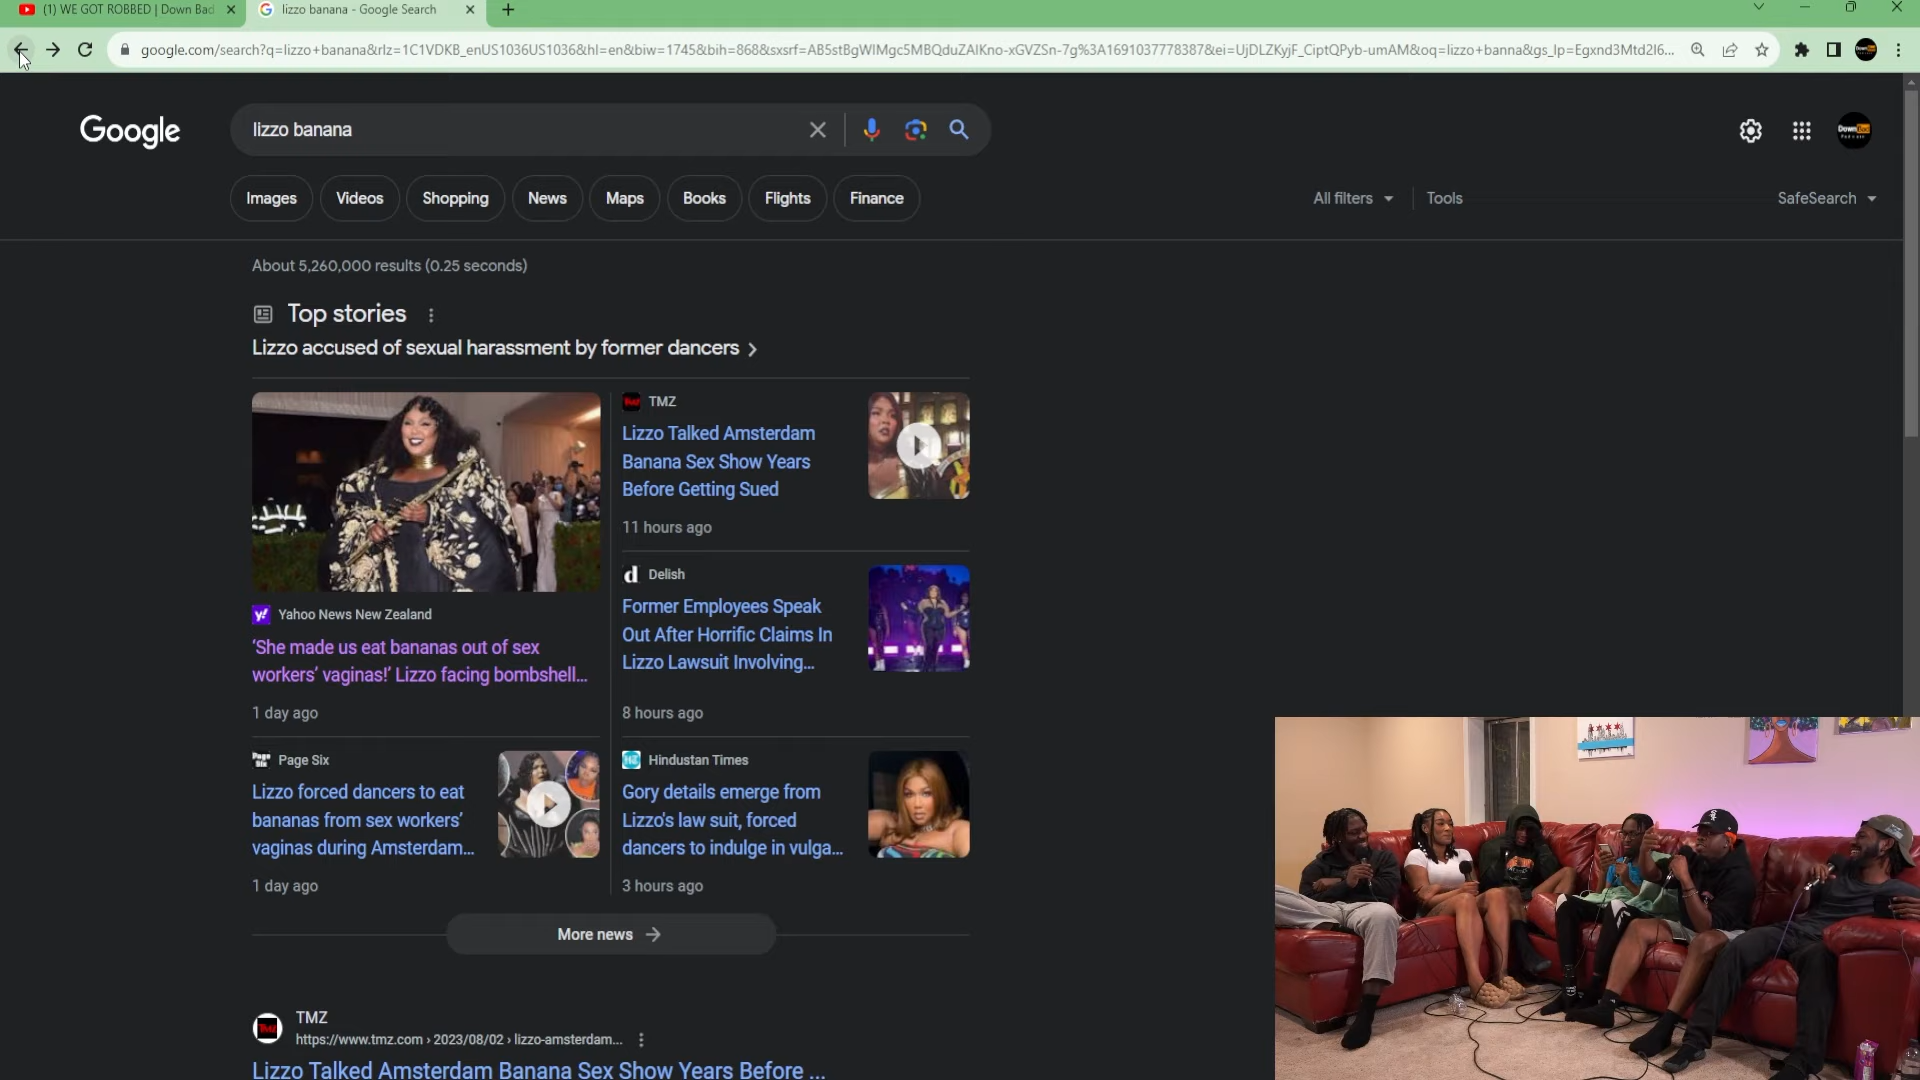 (1) WE GOT ROBBED | Down Bad
lizzo banana - Google Search
google.com/search?q=lizzo+banana&rlz=1C1VDKB_enUS1036US1036&hl=en&biw=1745&bih=868&sxsrf=AB5stBgWlMgc5MBQduZAlKno-xGVZSn-7g%3A1691037778387&ei=UjDLZKyjF_CiptQPyb-umAM&oq=lizzo+banna&gs_lp=Egxnd3Mtd2l6...
Google
lizzo banana
Images
Videos
Shopping
News
Maps
Books
Flights
Finance
All filters
Tools
SafeSearch
About 5,260,000 results (0.25 seconds)
Top stories
Lizzo accused of sexual harassment by former dancers
Yahoo News New Zealand
‘She made us eat bananas out of sex
workers’ vaginas!’ Lizzo facing bombshell...
1 day ago
TMZ
Lizzo Talked Amsterdam
Banana Sex Show Years
Before Getting Sued
11 hours ago
Delish
Former Employees Speak
Out After Horrific Claims In
Lizzo Lawsuit Involving...
8 hours ago
Page Six
Lizzo forced dancers to eat
bananas from sex workers’
vaginas during Amsterdam...
1 day ago
Hindustan Times
Gory details emerge from
Lizzo's law suit, forced
dancers to indulge in vulga...
3 hours ago
More news
TMZ
https://www.tmz.com › 2023/08/02 › lizzo-amsterdam...
Lizzo Talked Amsterdam Banana Sex Show Years Before ...